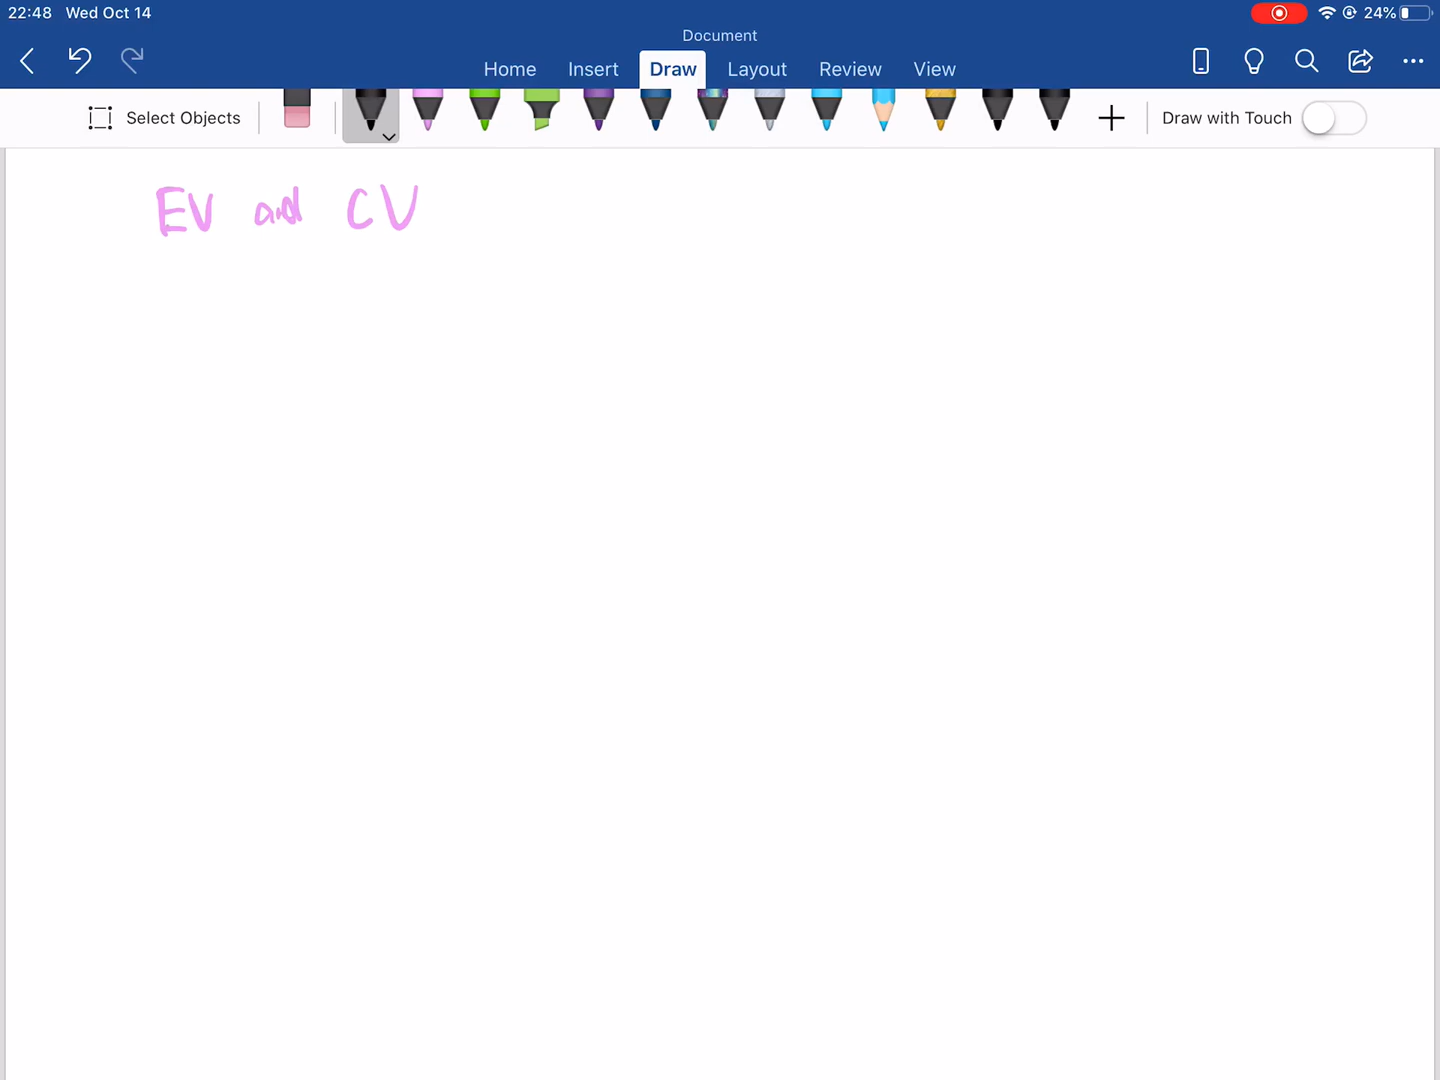 22:48 Wed Oct 14 24%
Document
Home Insert Draw Layout Review View
Select Objects Draw with Touch
EV and CV